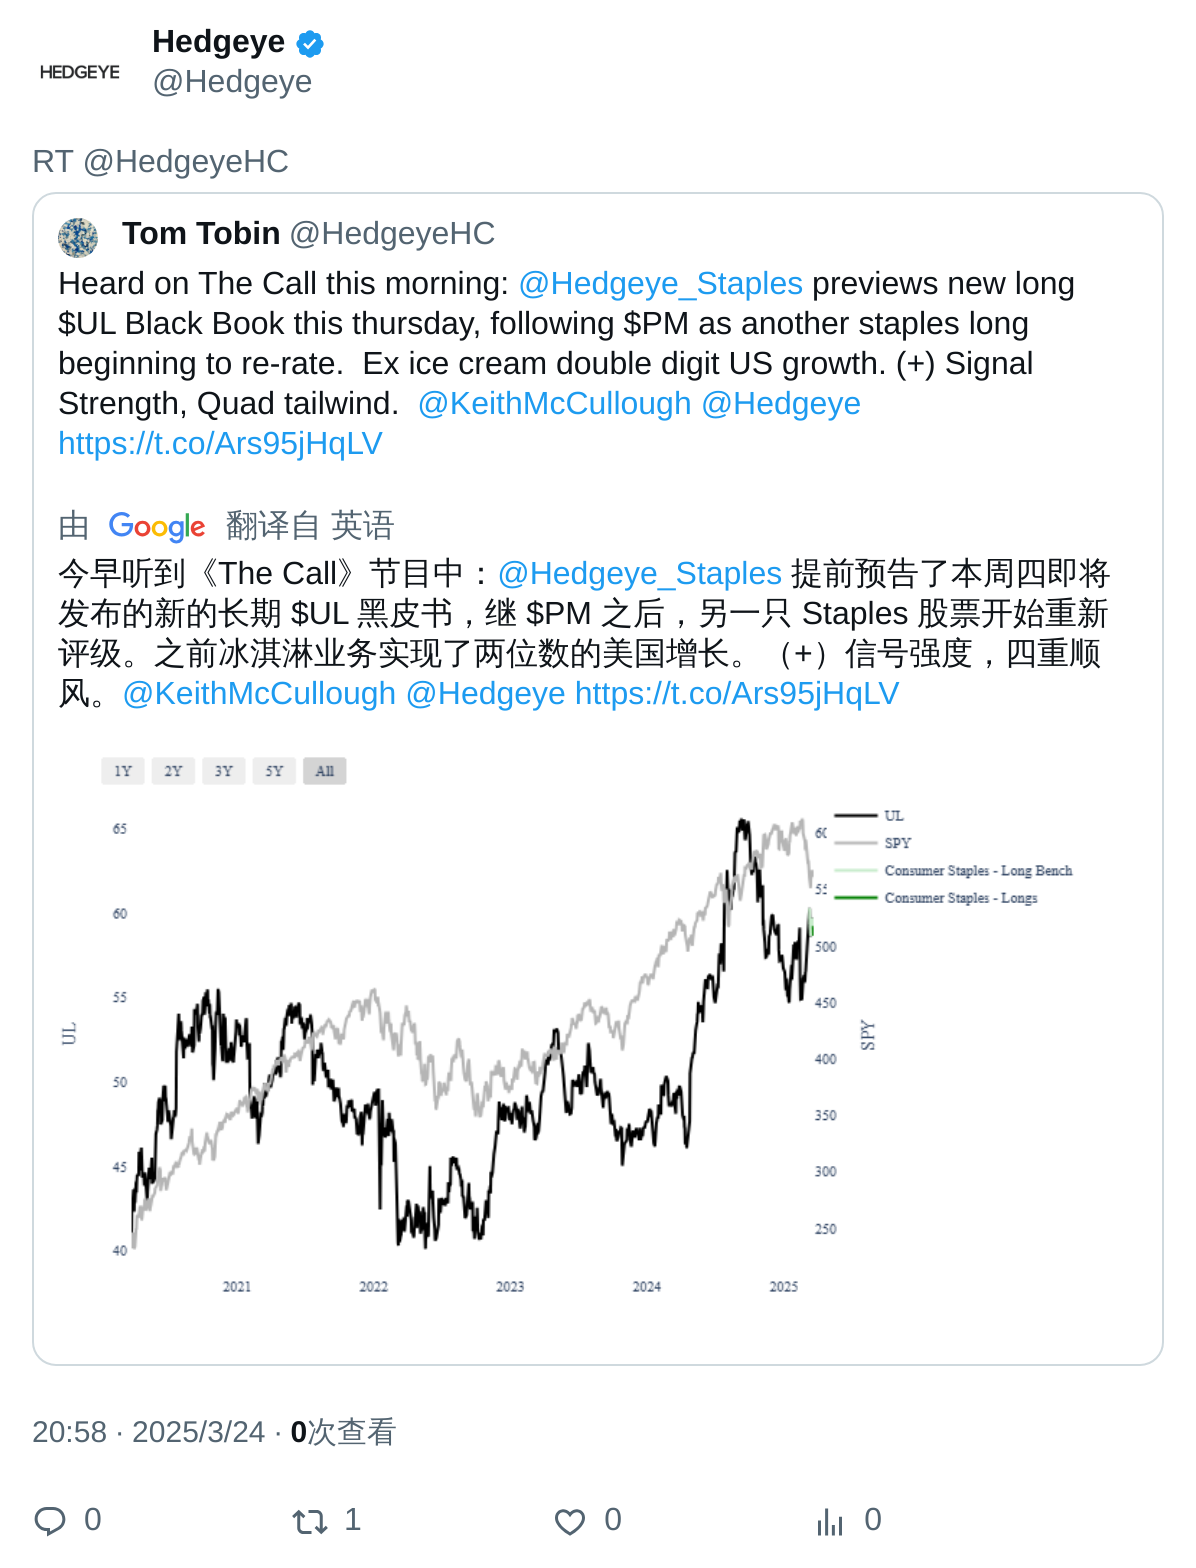 HEDGEYE
Hedgeye
@Hedgeye
RT @HedgeyeHC
Tom Tobin @HedgeyeHC
Heard on The Call this morning: @Hedgeye_Staples previews new long
$UL Black Book this thursday, following $PM as another staples long
beginning to re-rate.  Ex ice cream double digit US growth. (+) Signal
Strength, Quad tailwind.  @KeithMcCullough @Hedgeye
https://t.co/Ars95jHqLV
由 Google 翻译自 英语
今早听到《The Call》节目中：@Hedgeye_Staples 提前预告了本周四即将
发布的新的长期 $UL 黑皮书，继 $PM 之后，另一只 Staples 股票开始重新
评级。之前冰淇淋业务实现了两位数的美国增长。（+）信号强度，四重顺
风。@KeithMcCullough @Hedgeye https://t.co/Ars95jHqLV
1Y 2Y 3Y 5Y All
65
60
55
50
45
40
UL
2021 2022 2023 2024 2025
500
450
400
350
300
250
SPY
UL
SPY
Consumer Staples - Long Bench
Consumer Staples - Longs
20:58 · 2025/3/24 · 0次查看
0 1 0 0